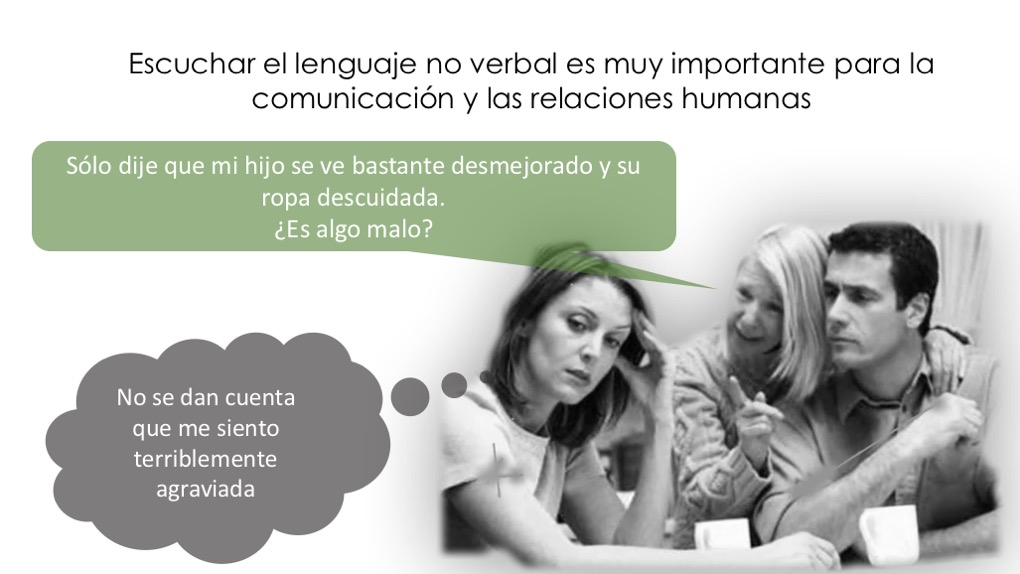 Escuchar el lenguaje no verbal es muy importante para la
comunicación y las relaciones humanas
Sólo dije que mi hijo se ve bastante desmejorado y su
ropa descuidada.
¿Es algo malo?
No se dan cuenta
que me siento
terriblemente
agraviada